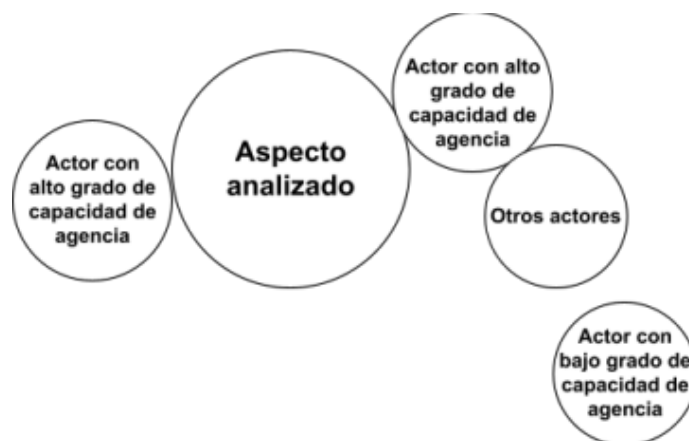 Actor con
alto grado de
capacidad de
agencia
Aspecto
analizado
Actor con alto
grado de
capacidad de
agencia
Otros actores
Actor con
bajo grado de
capacidad de
agencia